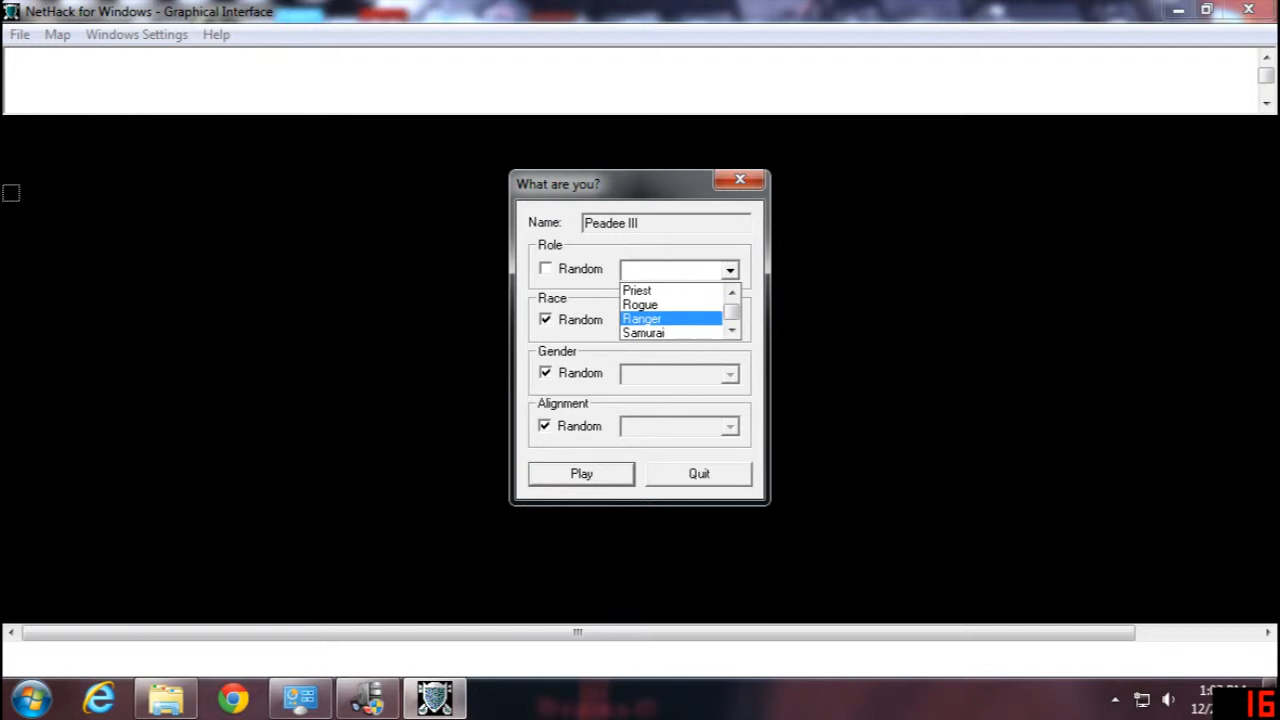 NetHack for Windows - Graphical Interface
File Map Windows Settings Help
What are you?
Name: Peadee III
Role
Random
Priest
Rogue
Ranger
Samurai
Race
Random
Gender
Random
Alignment
Random
Play Quit
16